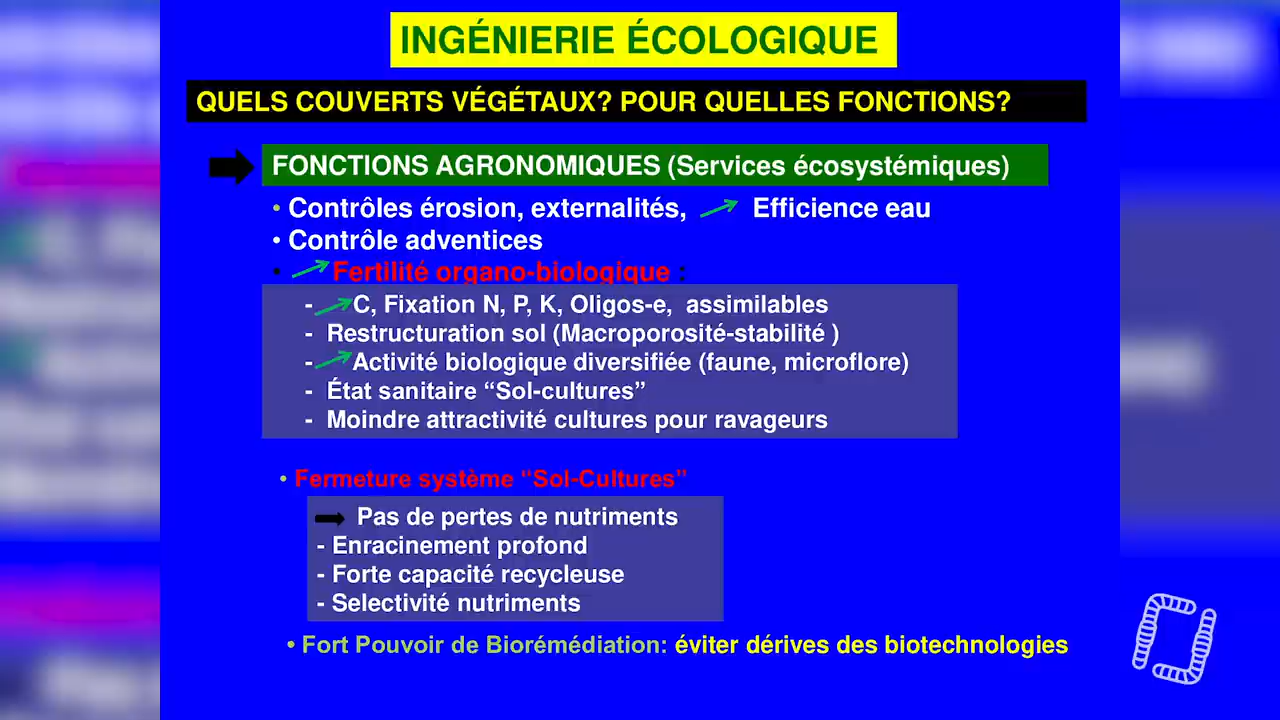 INGÉNIERIE ÉCOLOGIQUE
QUELS COUVERTS VÉGÉTAUX? POUR QUELLES FONCTIONS?
FONCTIONS AGRONOMIQUES (Services écosystémiques)
• Contrôles érosion, externalités, Efficience eau
• Contrôle adventices
• Fertilité organo-biologique :
- C, Fixation N, P, K, Oligos-e, assimilables
- Restructuration sol (Macroporosité-stabilité )
- Activité biologique diversifiée (faune, microflore)
- État sanitaire “Sol-cultures”
- Moindre attractivité cultures pour ravageurs
• Fermeture système “Sol-Cultures”
Pas de pertes de nutriments
- Enracinement profond
- Forte capacité recycleuse
- Selectivité nutriments
• Fort Pouvoir de Biorémédiation: éviter dérives des biotechnologies